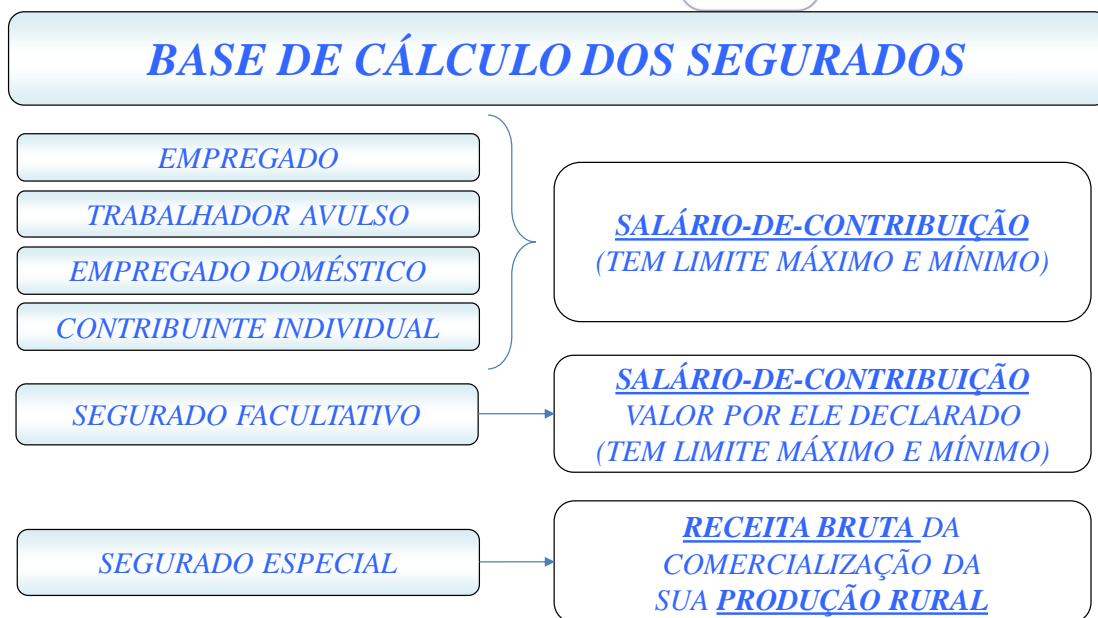 BASE DE CÁLCULO DOS SEGURADOS
EMPREGADO
TRABALHADOR AVULSO
EMPREGADO DOMÉSTICO
CONTRIBUINTE INDIVIDUAL
SALÁRIO-DE-CONTRIBUIÇÃO
(TEM LIMITE MÁXIMO E MÍNIMO)
SEGURADO FACULTATIVO
SALÁRIO-DE-CONTRIBUIÇÃO
VALOR POR ELE DECLARADO
(TEM LIMITE MÁXIMO E MÍNIMO)
SEGURADO ESPECIAL
RECEITA BRUTA DA
COMERCIALIZAÇÃO DA
SUA PRODUÇÃO RURAL